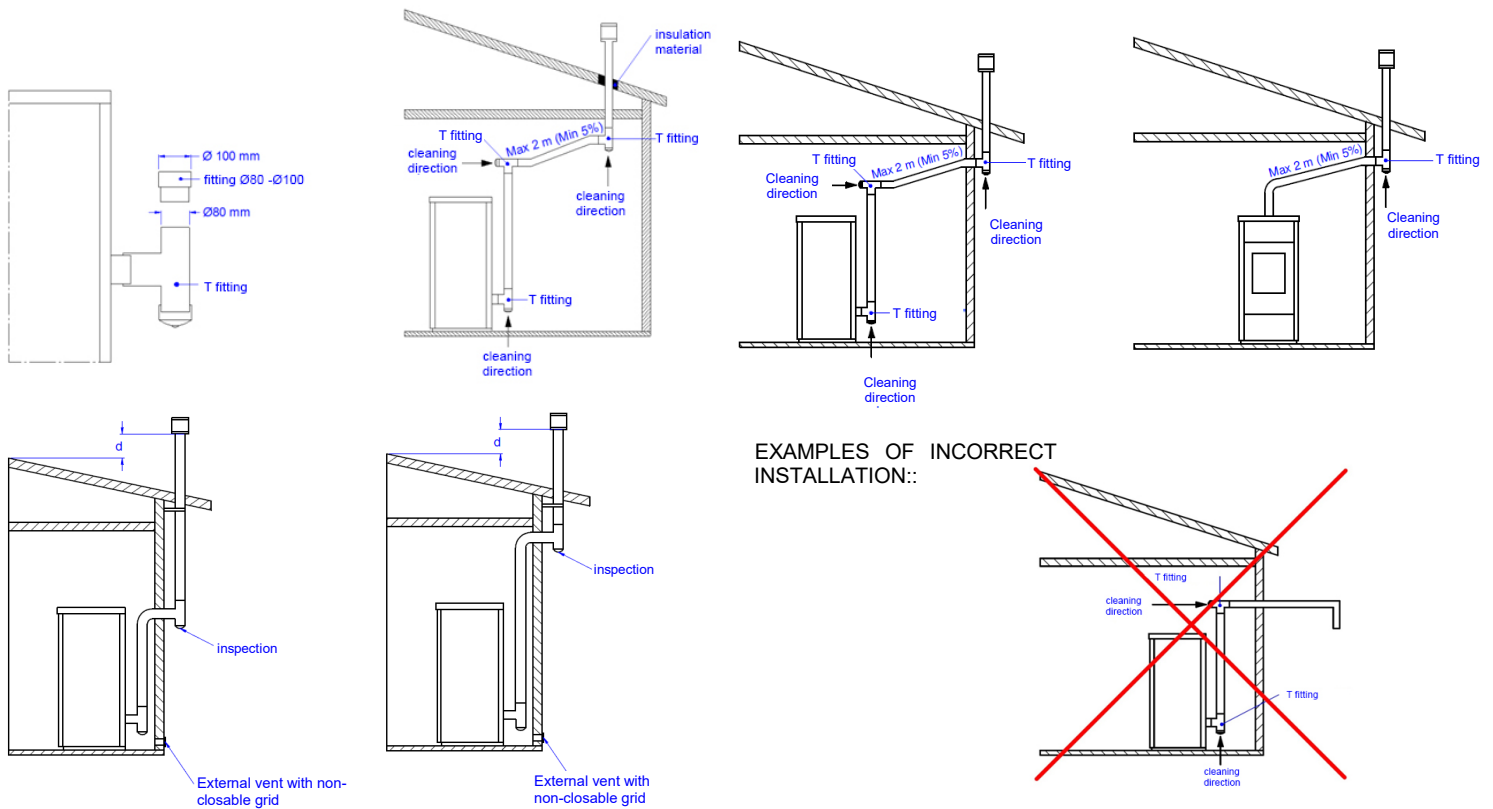 Ø 100 mm
fitting Ø80 -Ø100
Ø80 mm
T fitting
insulation
material
T fitting
Max 2 m (Min 5%)
T fitting
cleaning
direction
cleaning
direction
T fitting
cleaning
direction
T fitting
Max 2 m (Min 5%)
T fitting
Cleaning
direction
Cleaning
direction
T fitting
Cleaning
direction
Max 2 m (Min 5%)
T fitting
Cleaning
direction
d
inspection
External vent with non-
closable grid
d
inspection
External vent with
non-closable grid
EXAMPLES OF INCORRECT
INSTALLATION::
T fitting
cleaning
direction
T fitting
cleaning
direction